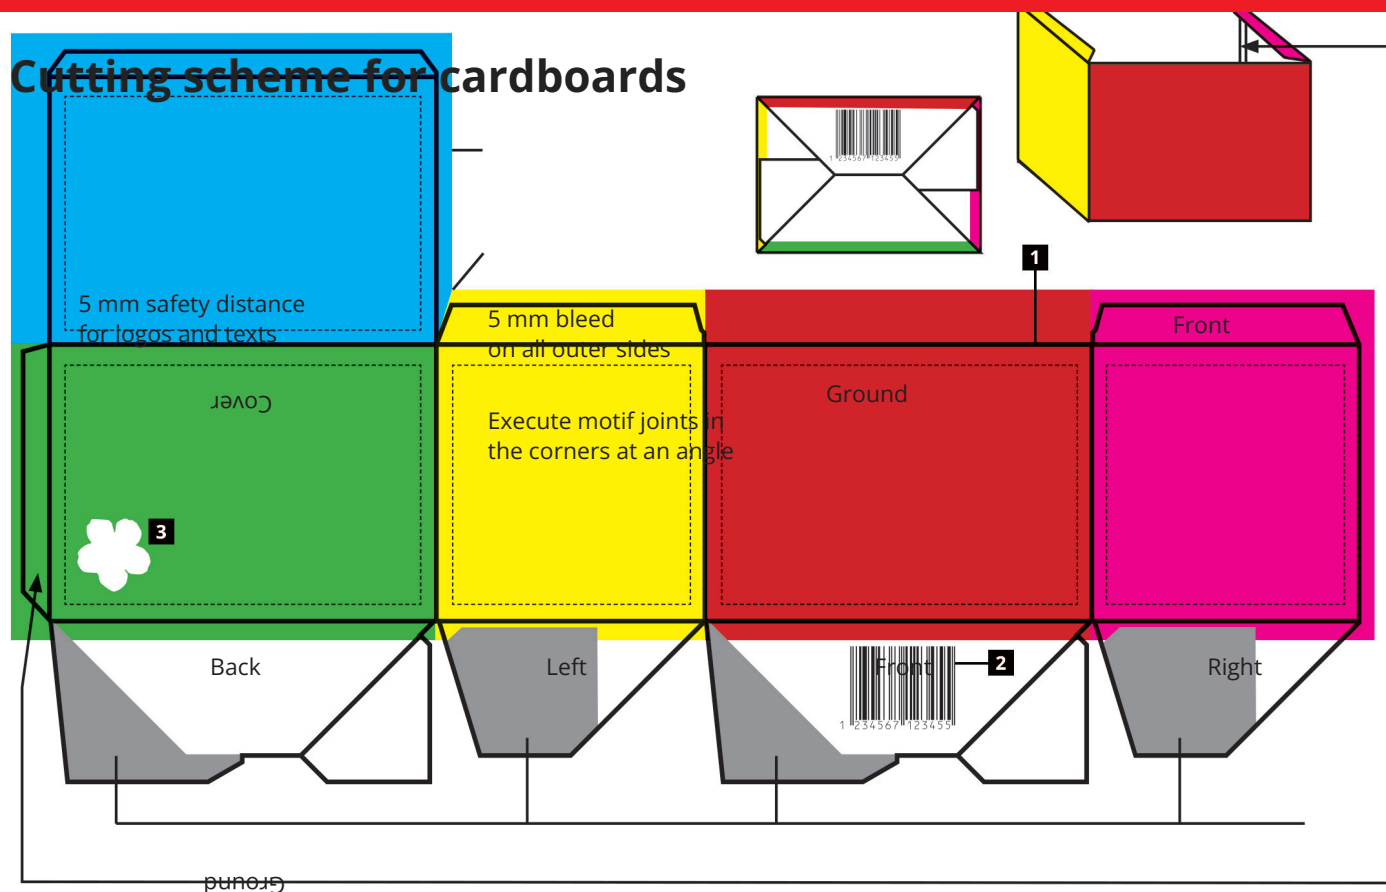 Cutting scheme for cardboards
1 234567 123455
1
5 mm safety distance
for logos and texts
5 mm bleed
on all outer sides
Front
Cover
Ground
Execute motif joints in
the corners at an angle
3
Back
Left
Front
2
Right
1 234567 123455
Ground